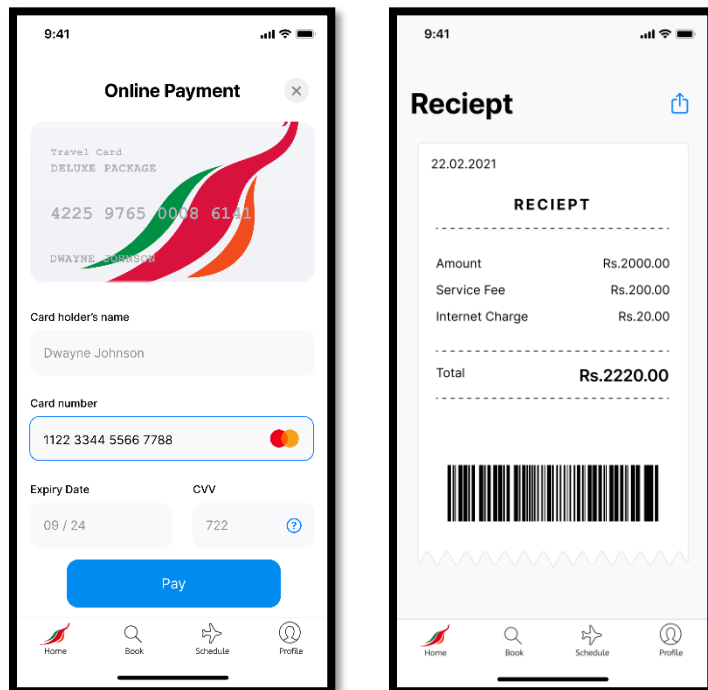 9:41
Online Payment
Travel Card
DELUXE PACKAGE
4225 9765 0008 6141
DWAYNE JOHNSON
Card holder's name
Dwayne Johnson
Card number
1122 3344 5566 7788
Expiry Date CVV
09 / 24 722 ?
Pay
Home Book Schedule Profile
9:41
Reciept
22.02.2021
RECIEPT
Amount Rs.2000.00
Service Fee Rs.200.00
Internet Charge Rs.20.00
Total Rs.2220.00
Home Book Schedule Profile